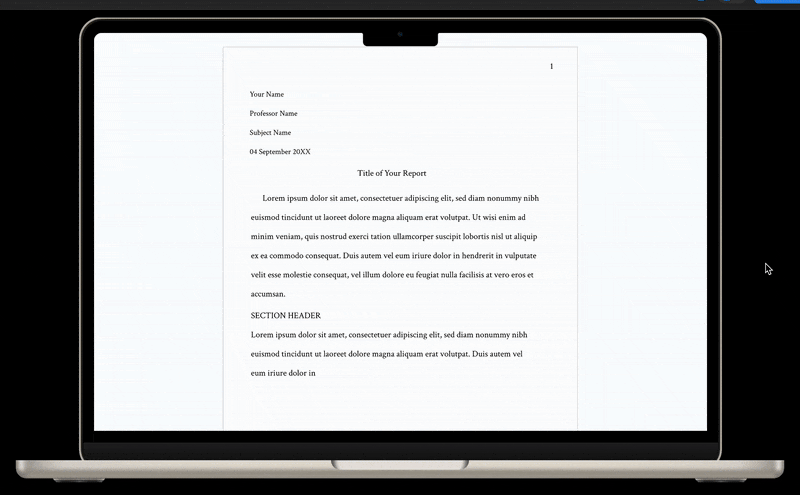 1
Your Name
Professor Name
Subject Name
04 September 20XX
Title of Your Report
Lorem ipsum dolor sit amet, consectetuer adipiscing elit, sed diam nonummy nibh
euismod tincidunt ut laoreet dolore magna aliquam erat volutpat. Ut wisi enim ad
minim veniam, quis nostrud exerci tation ullamcorper suscipit lobortis nisl ut aliquip
ex ea commodo consequat. Duis autem vel eum iriure dolor in hendrerit in vulputate
velit esse molestie consequat, vel illum dolore eu feugiat nulla facilisis at vero eros et
accumsan.
SECTION HEADER
Lorem ipsum dolor sit amet, consectetuer adipiscing elit, sed diam nonummy nibh
euismod tincidunt ut laoreet dolore magna aliquam erat volutpat. Duis autem vel
eum iriure dolor in